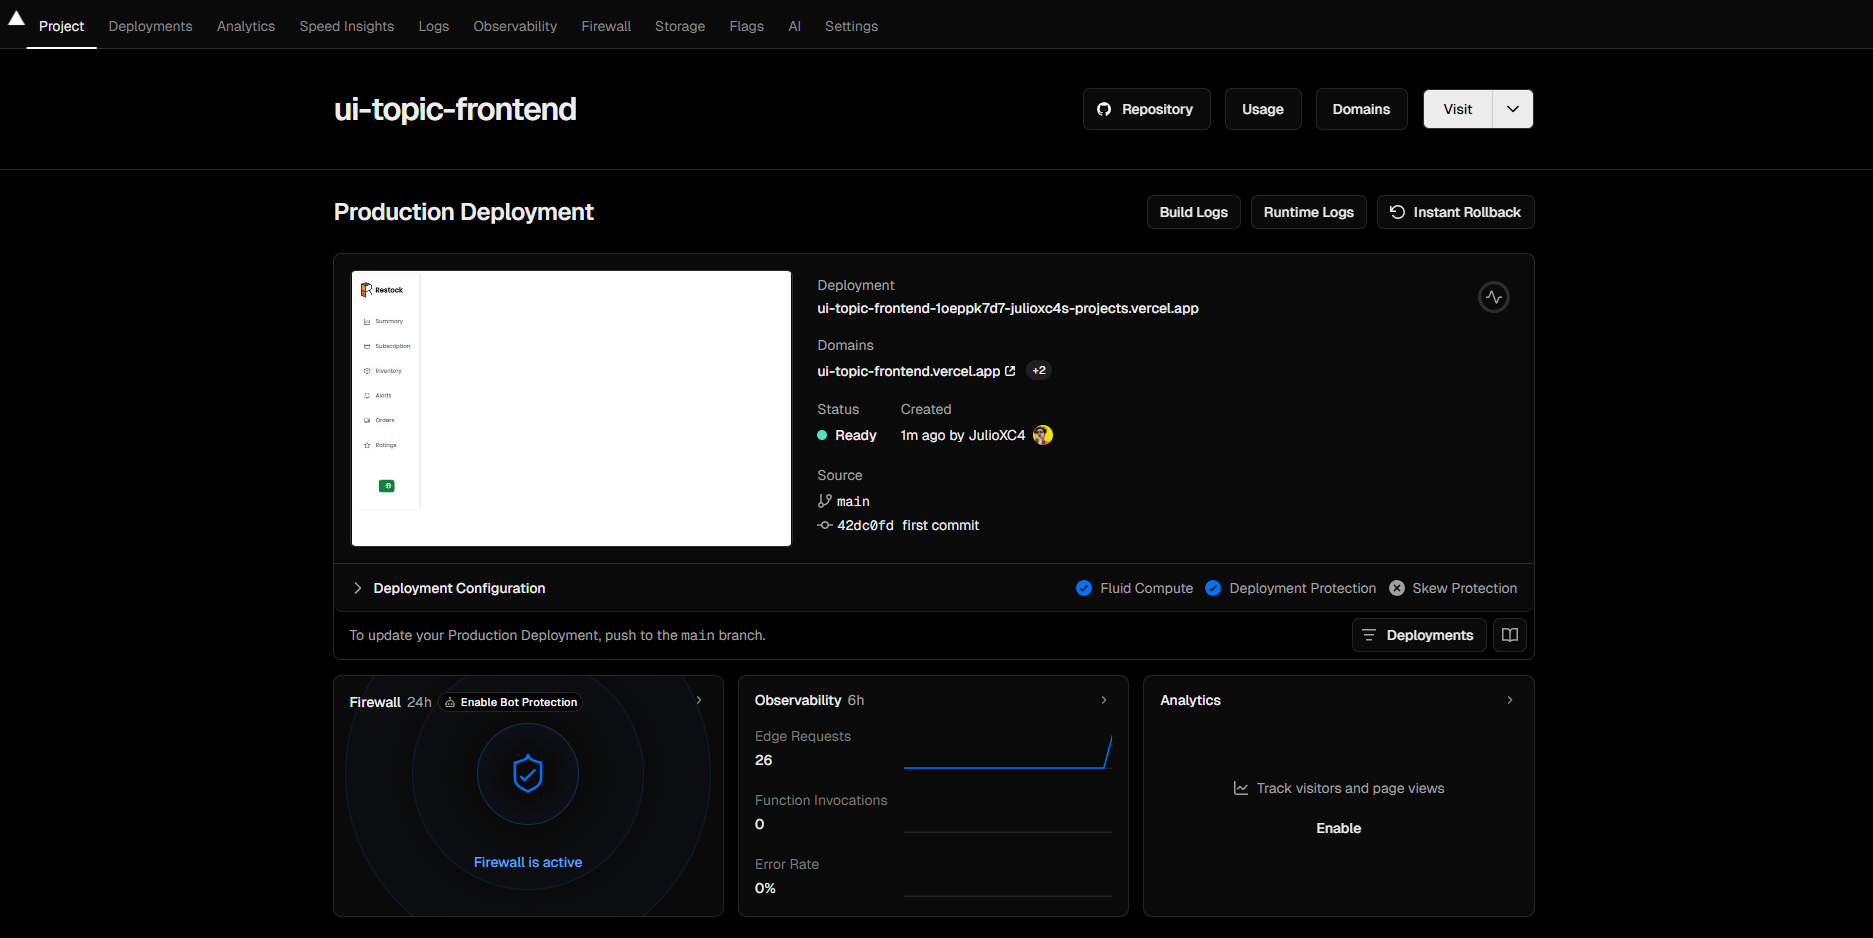 Project Deployments Analytics Speed Insights Logs Observability Firewall Storage Flags AI Settings
ui-topic-frontend
Repository Usage Domains Visit
Production Deployment
Build Logs Runtime Logs Instant Rollback
Restock
Summary
Subscription
Inventory
Alerts
Orders
Ratings
Deployment
ui-topic-frontend-1oeppk7d7-julioxc4s-projects.vercel.app
Domains
ui-topic-frontend.vercel.app +2
Status Created
Ready 1m ago by JulioXC4
Source
main
42dc0fd first commit
Deployment Configuration Fluid Compute Deployment Protection Skew Protection
To update your Production Deployment, push to the main branch. Deployments
Firewall 24h Enable Bot Protection
Firewall is active
Observability 6h
Edge Requests
26
Function Invocations
0
Error Rate
0%
Analytics
Track visitors and page views
Enable